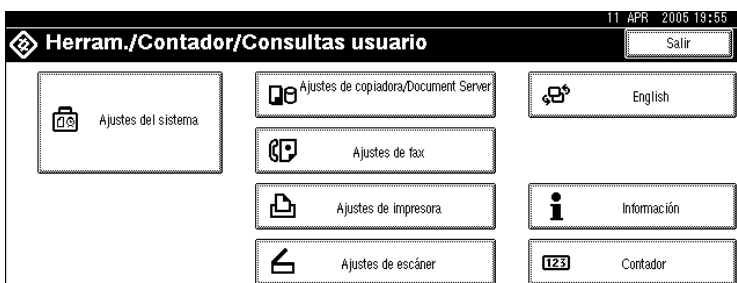 11 APR 2005 19:55
Herram./Contador/Consultas usuario
Salir
Ajustes del sistema
Ajustes de copiadora/Document Server
English
Ajustes de fax
Ajustes de impresora
Información
Ajustes de escáner
123
Contador